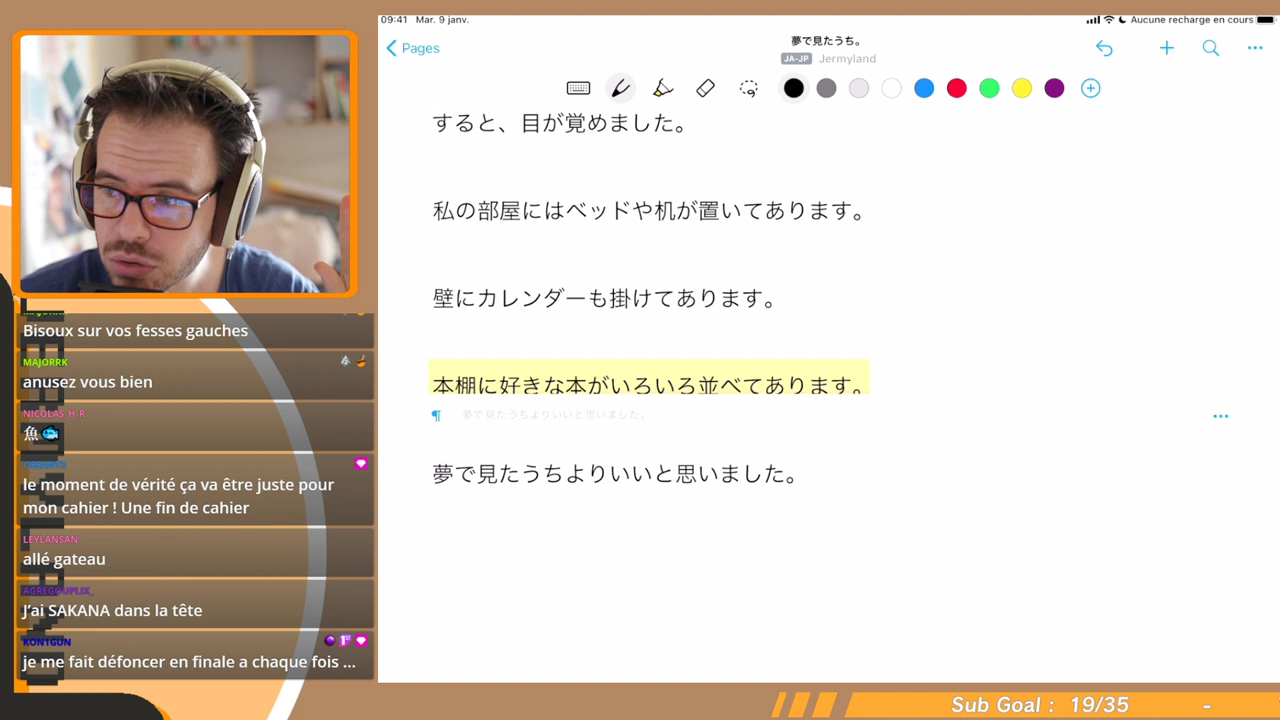 09:41 Mar. 9 janv.
Aucune recharge en cours
Pages
夢で見たうち。
JA-JP Jermyland
すると、目が覚めました。
私の部屋にはベッドや机が置いてあります。
壁にカレンダーも掛けてあります。
本棚に好きな本がいろいろ並べてあります。
夢で見たうちよりいいと思いました。
夢で見たうちよりいいと思いました。
Bisoux sur vos fesses gauches
MAJORRK
anusez vous bien
NICOLAS H R
魚
le moment de vérité ça va être juste pour
mon cahier ! Une fin de cahier
LEYLANSAN
allé gateau
AGREGOUPLIX_
J'ai SAKANA dans la tête
KON1GUN
je me fait défoncer en finale a chaque fois ...
Sub Goal : 19/35 -